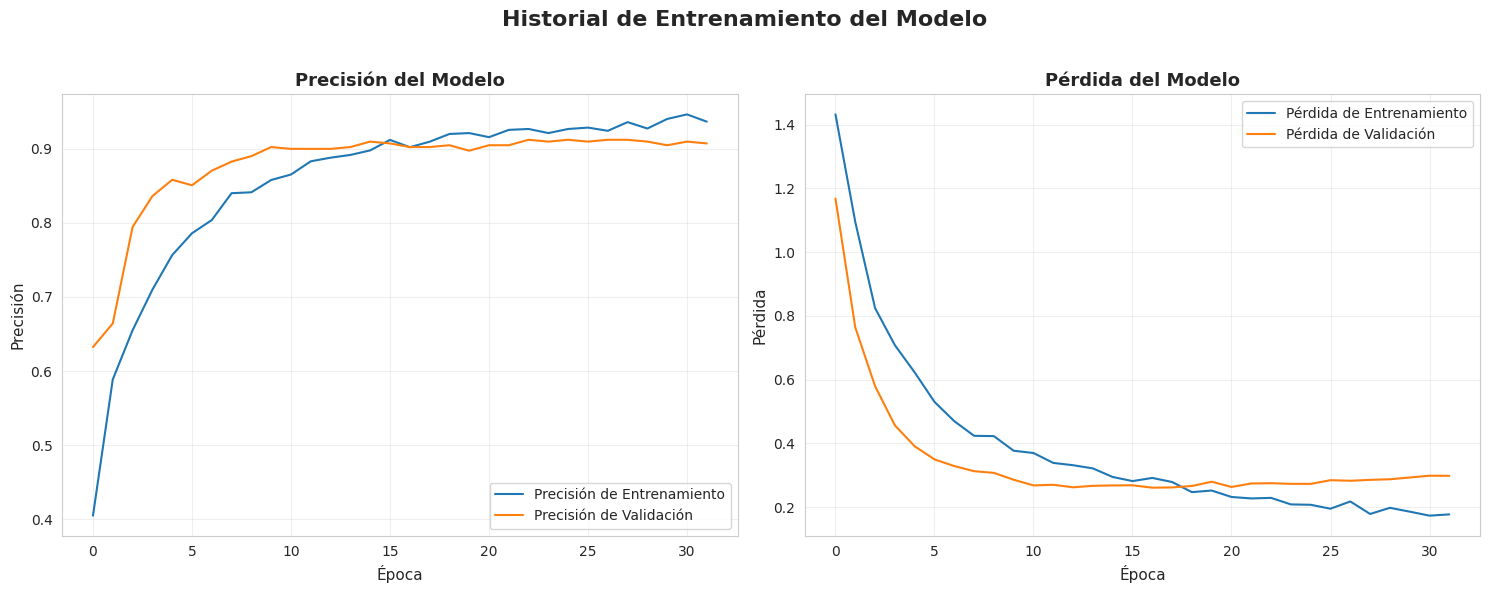 Historial de Entrenamiento del Modelo
Precisión del Modelo
Precisión
0.9
0.8
0.7
0.6
0.5
0.4
Precisión de Entrenamiento
Precisión de Validación
0 5 10 15 20 25 30
Época
Pérdida del Modelo
Pérdida
1.4
1.2
1.0
0.8
0.6
0.4
0.2
Pérdida de Entrenamiento
Pérdida de Validación
0 5 10 15 20 25 30
Época